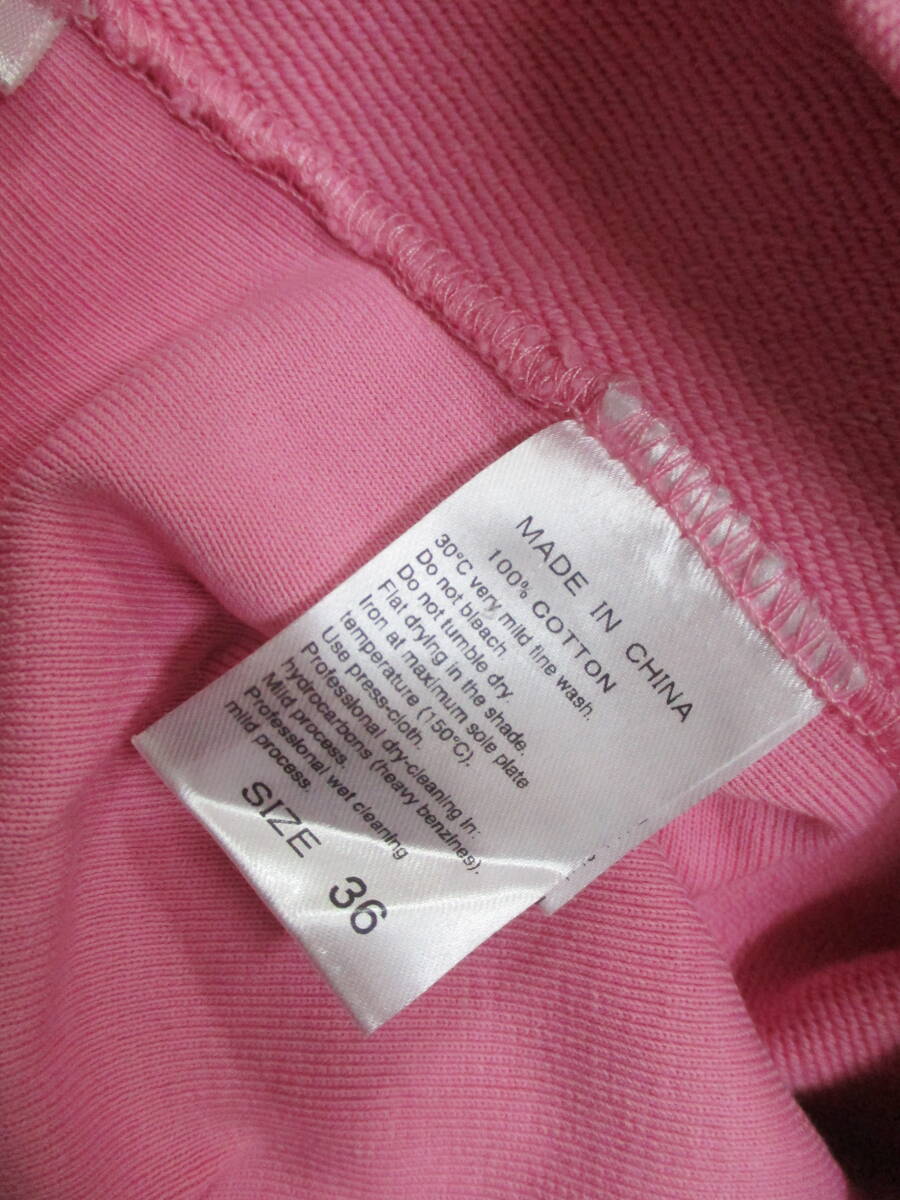 MADE IN CHINA
100% COTTON
30°C very mild fine wash.
Do not bleach
Do not tumble dry.
Flat drying in the shade.
Iron at maximum sole plate
temperature (150°C).
Use press-cloth.
Professional dry-cleaning in:
hydrocarbons (heavy benzines).
Mild process.
Professional wet cleaning
mild process.
SIZE 36